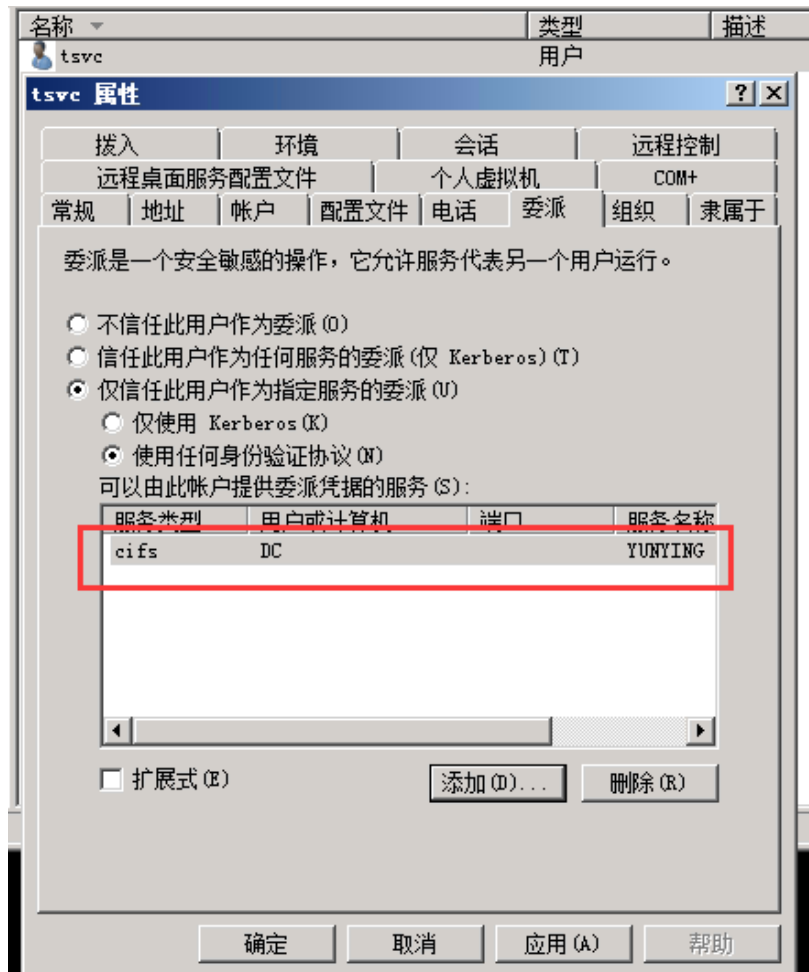 名称 类型 描述
tsvc 用户
tsvc 属性
拨入 环境 会话 远程控制
远程桌面服务配置文件 个人虚拟机 COM+
常规 地址 帐户 配置文件 电话 委派 组织 隶属于
委派是一个安全敏感的操作，它允许服务代表另一个用户运行。
不信任此用户作为委派(O)
信任此用户作为任何服务的委派(仅 Kerberos)(T)
仅信任此用户作为指定服务的委派(U)
仅使用 Kerberos(K)
使用任何身份验证协议(N)
可以由此帐户提供委派凭据的服务(S):
服务类型 用户或计算机 端口 服务名称
cifs DC YUNYING
扩展式(E) 添加(D)... 删除(R)
确定 取消 应用(A) 帮助